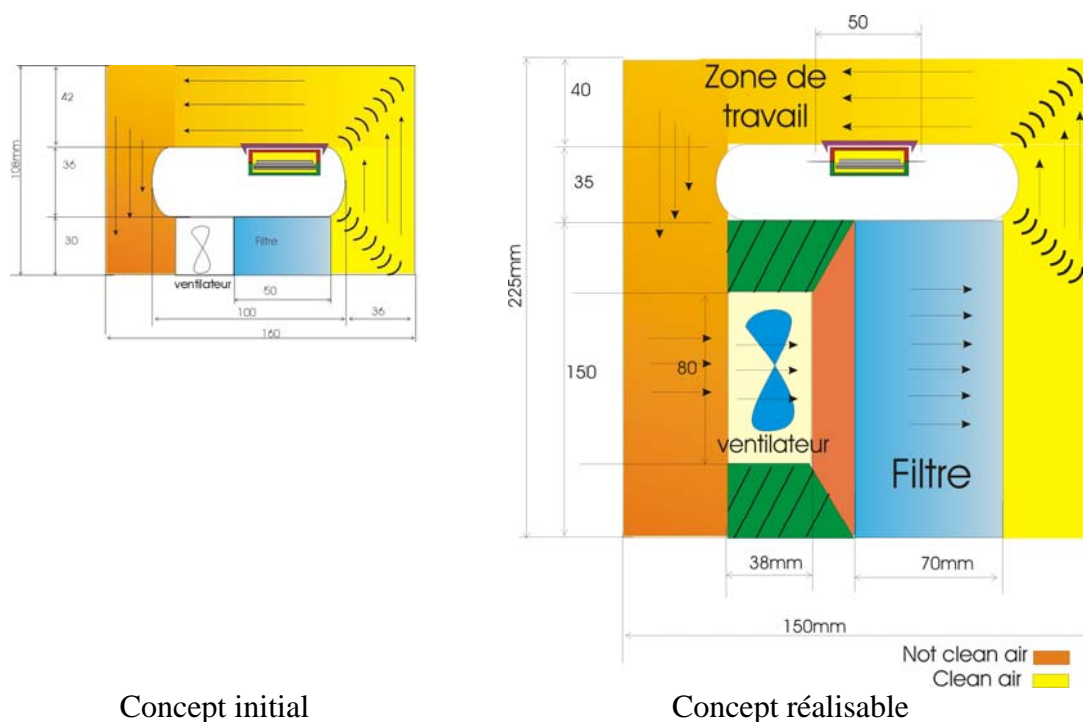 42
36
30
108mm
Filtre
ventilateur
50
100
36
160
Concept initial
50
40
Zone de
travail
35
225mm
150
80
ventilateur
Filtre
38mm
70mm
150mm
Not clean air
Clean air
Concept réalisable